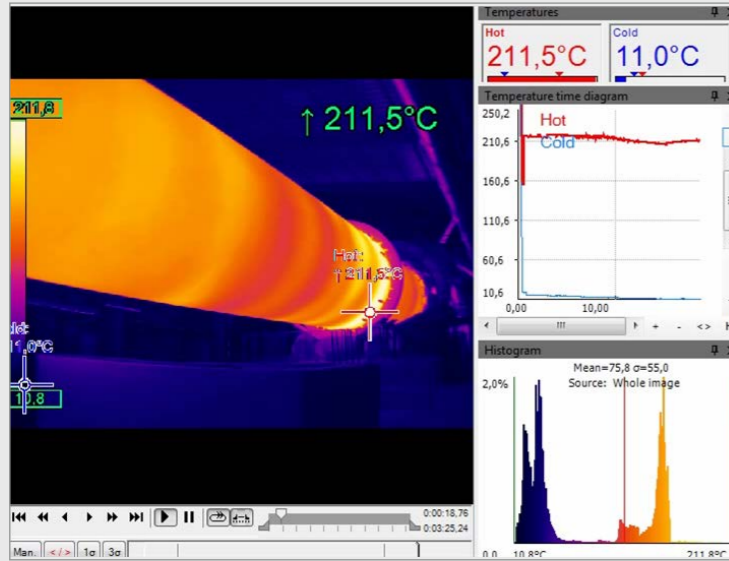 Temperatures
Hot
211,5°C
Cold
11,0°C
211,8
↑ 211,5°C
Hot:
↑211,5°C
ld:
1,0°C
10,8
Temperature time diagram
250,2
210,6
160,6
110,6
60,6
10,6
Hot
Cold
0,00
10,00
+ - <>
Histogram
Mean=75,8 σ=55,0
Source: Whole image
2,0%
0,0
10.8°C
211.8°C
0:00:18,76
0:03:25,24
Man.
</>
1σ
3σ